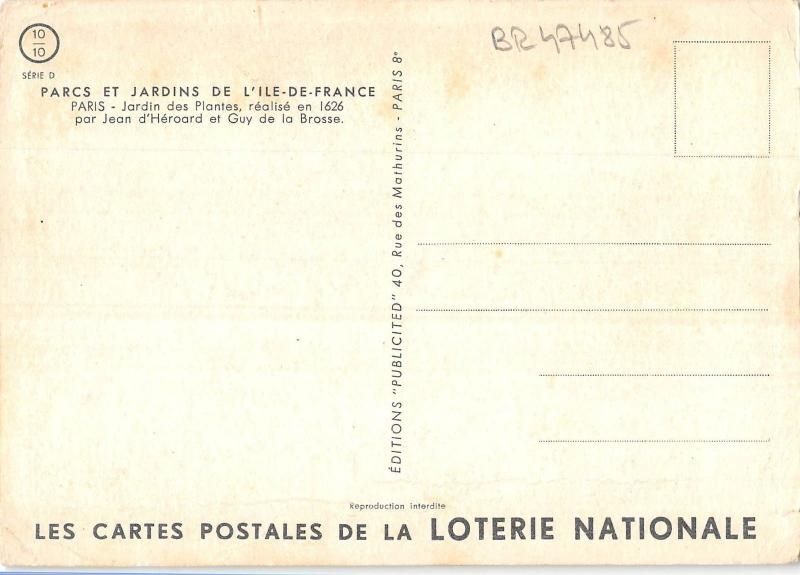 10
10
SÉRIE D
PARCS ET JARDINS DE L'ILE-DE-FRANCE
PARIS - Jardin des Plantes, réalisé en 1626
par Jean d'Héroard et Guy de la Brosse.
ÉDITIONS "PUBLICITED" 40, Rue des Mathurins - PARIS 8e
BR47485
Reproduction interdite
LES CARTES POSTALES DE LA LOTERIE NATIONALE